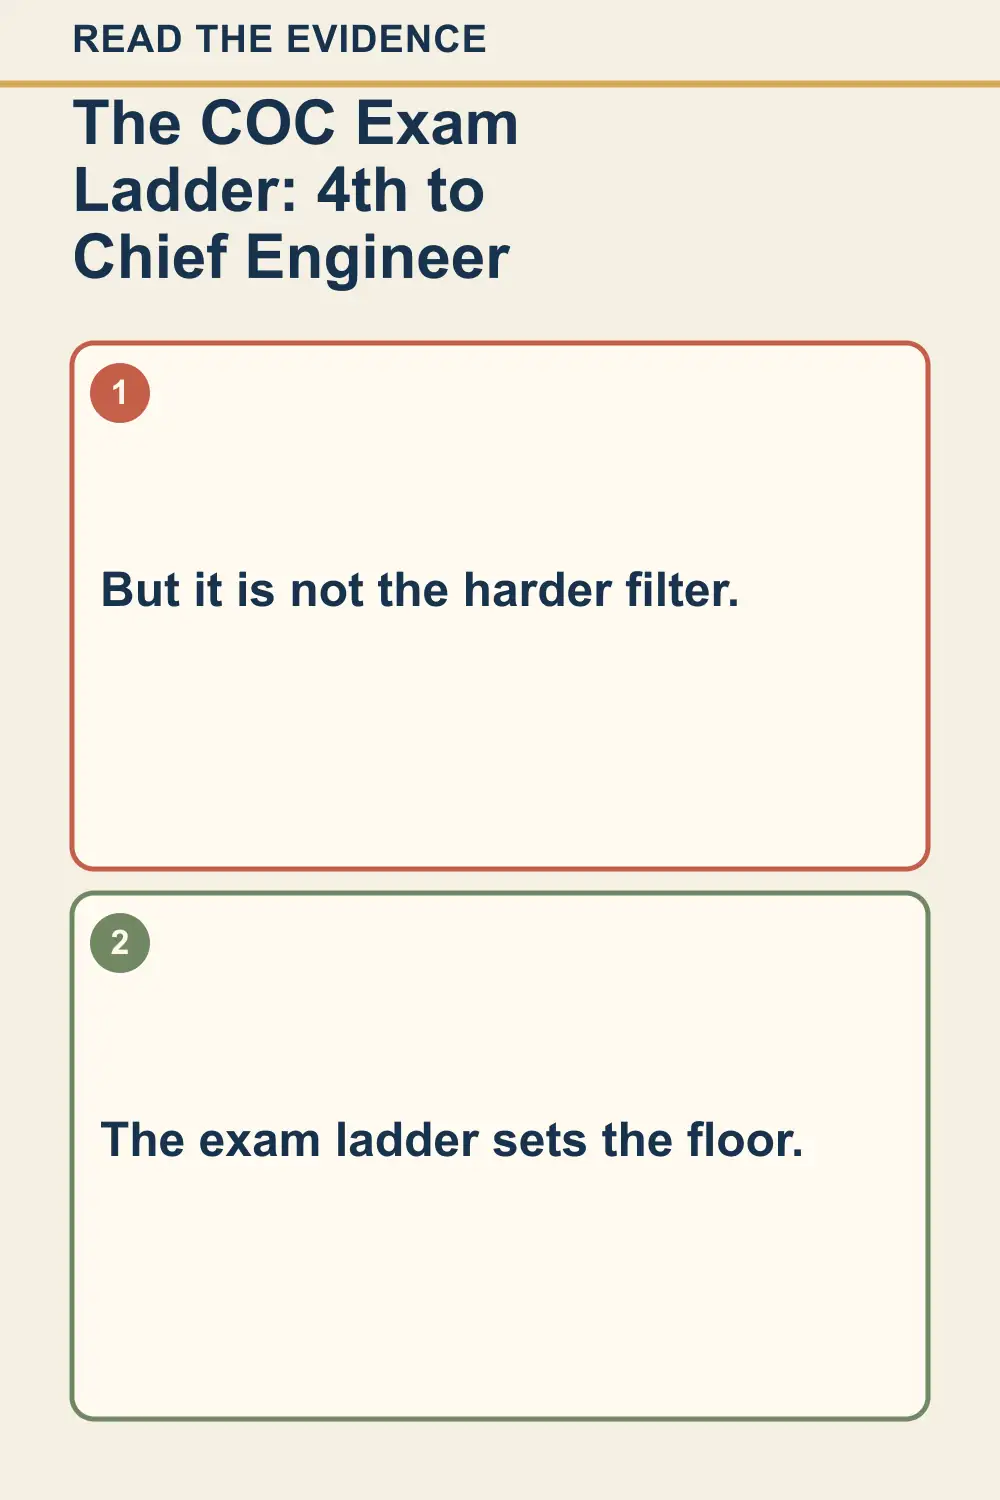 READ THE EVIDENCE
The COC Exam
Ladder: 4th to
Chief Engineer
1
But it is not the harder filter.
2
The exam ladder sets the floor.